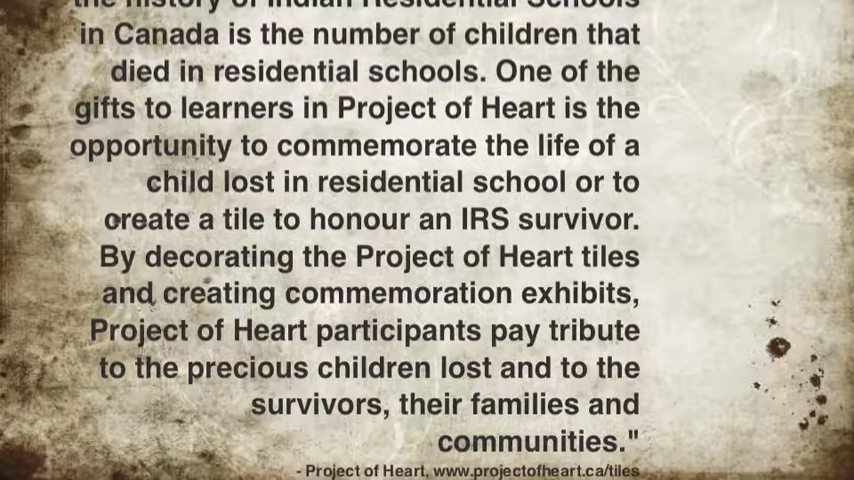 the history of Indian Residential Schools
in Canada is the number of children that
died in residential schools. One of the
gifts to learners in Project of Heart is the
opportunity to commemorate the life of a
child lost in residential school or to
create a tile to honour an IRS survivor.
By decorating the Project of Heart tiles
and creating commemoration exhibits,
Project of Heart participants pay tribute
to the precious children lost and to the
survivors, their families and
communities."
- Project of Heart, www.projectofheart.ca/tiles